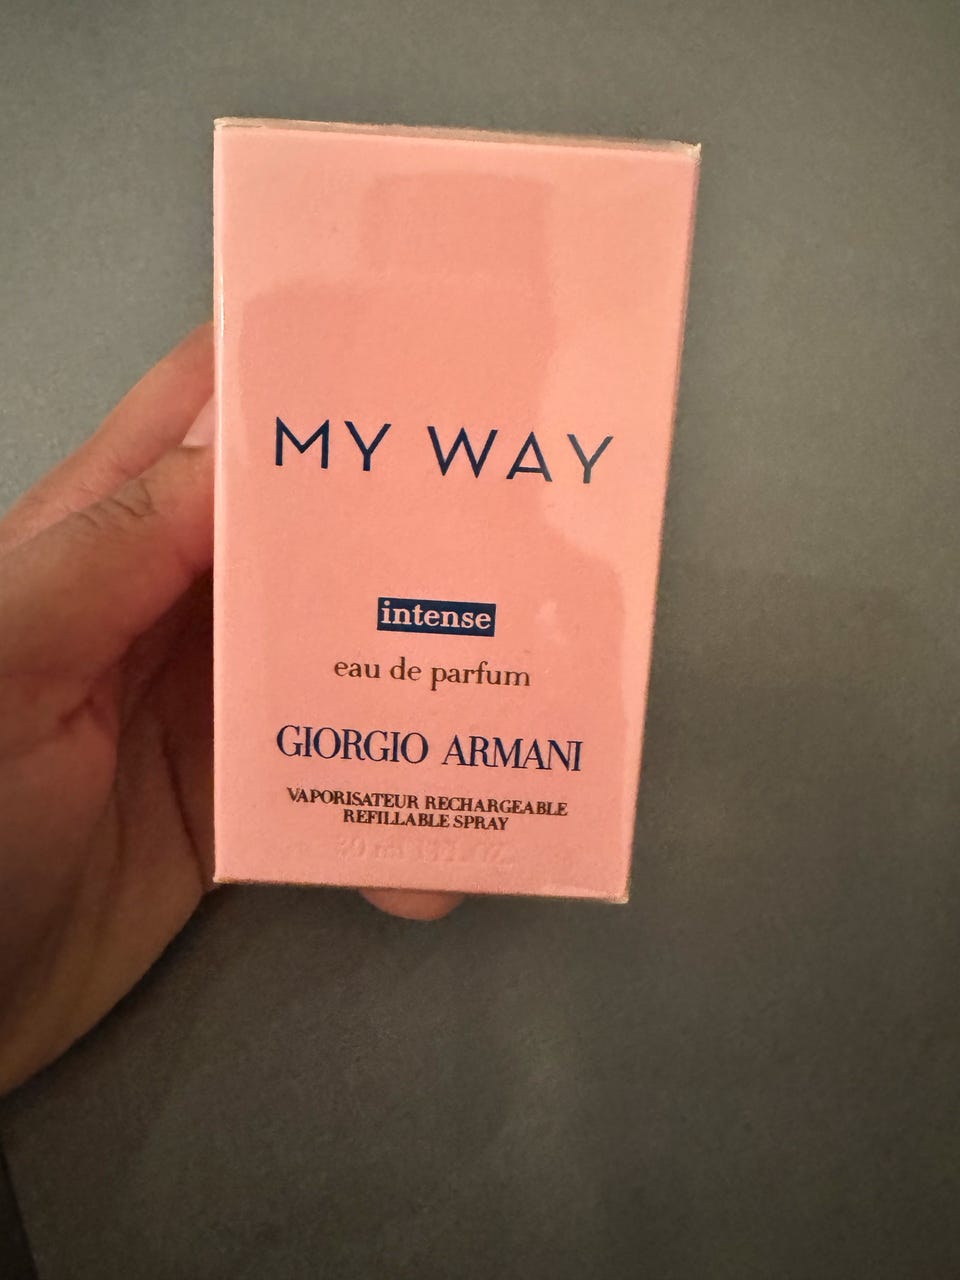 MY WAY
intense
eau de parfum
GIORGIO ARMANI
VAPORISATEUR RECHARGEABLE
REFILLABLE SPRAY